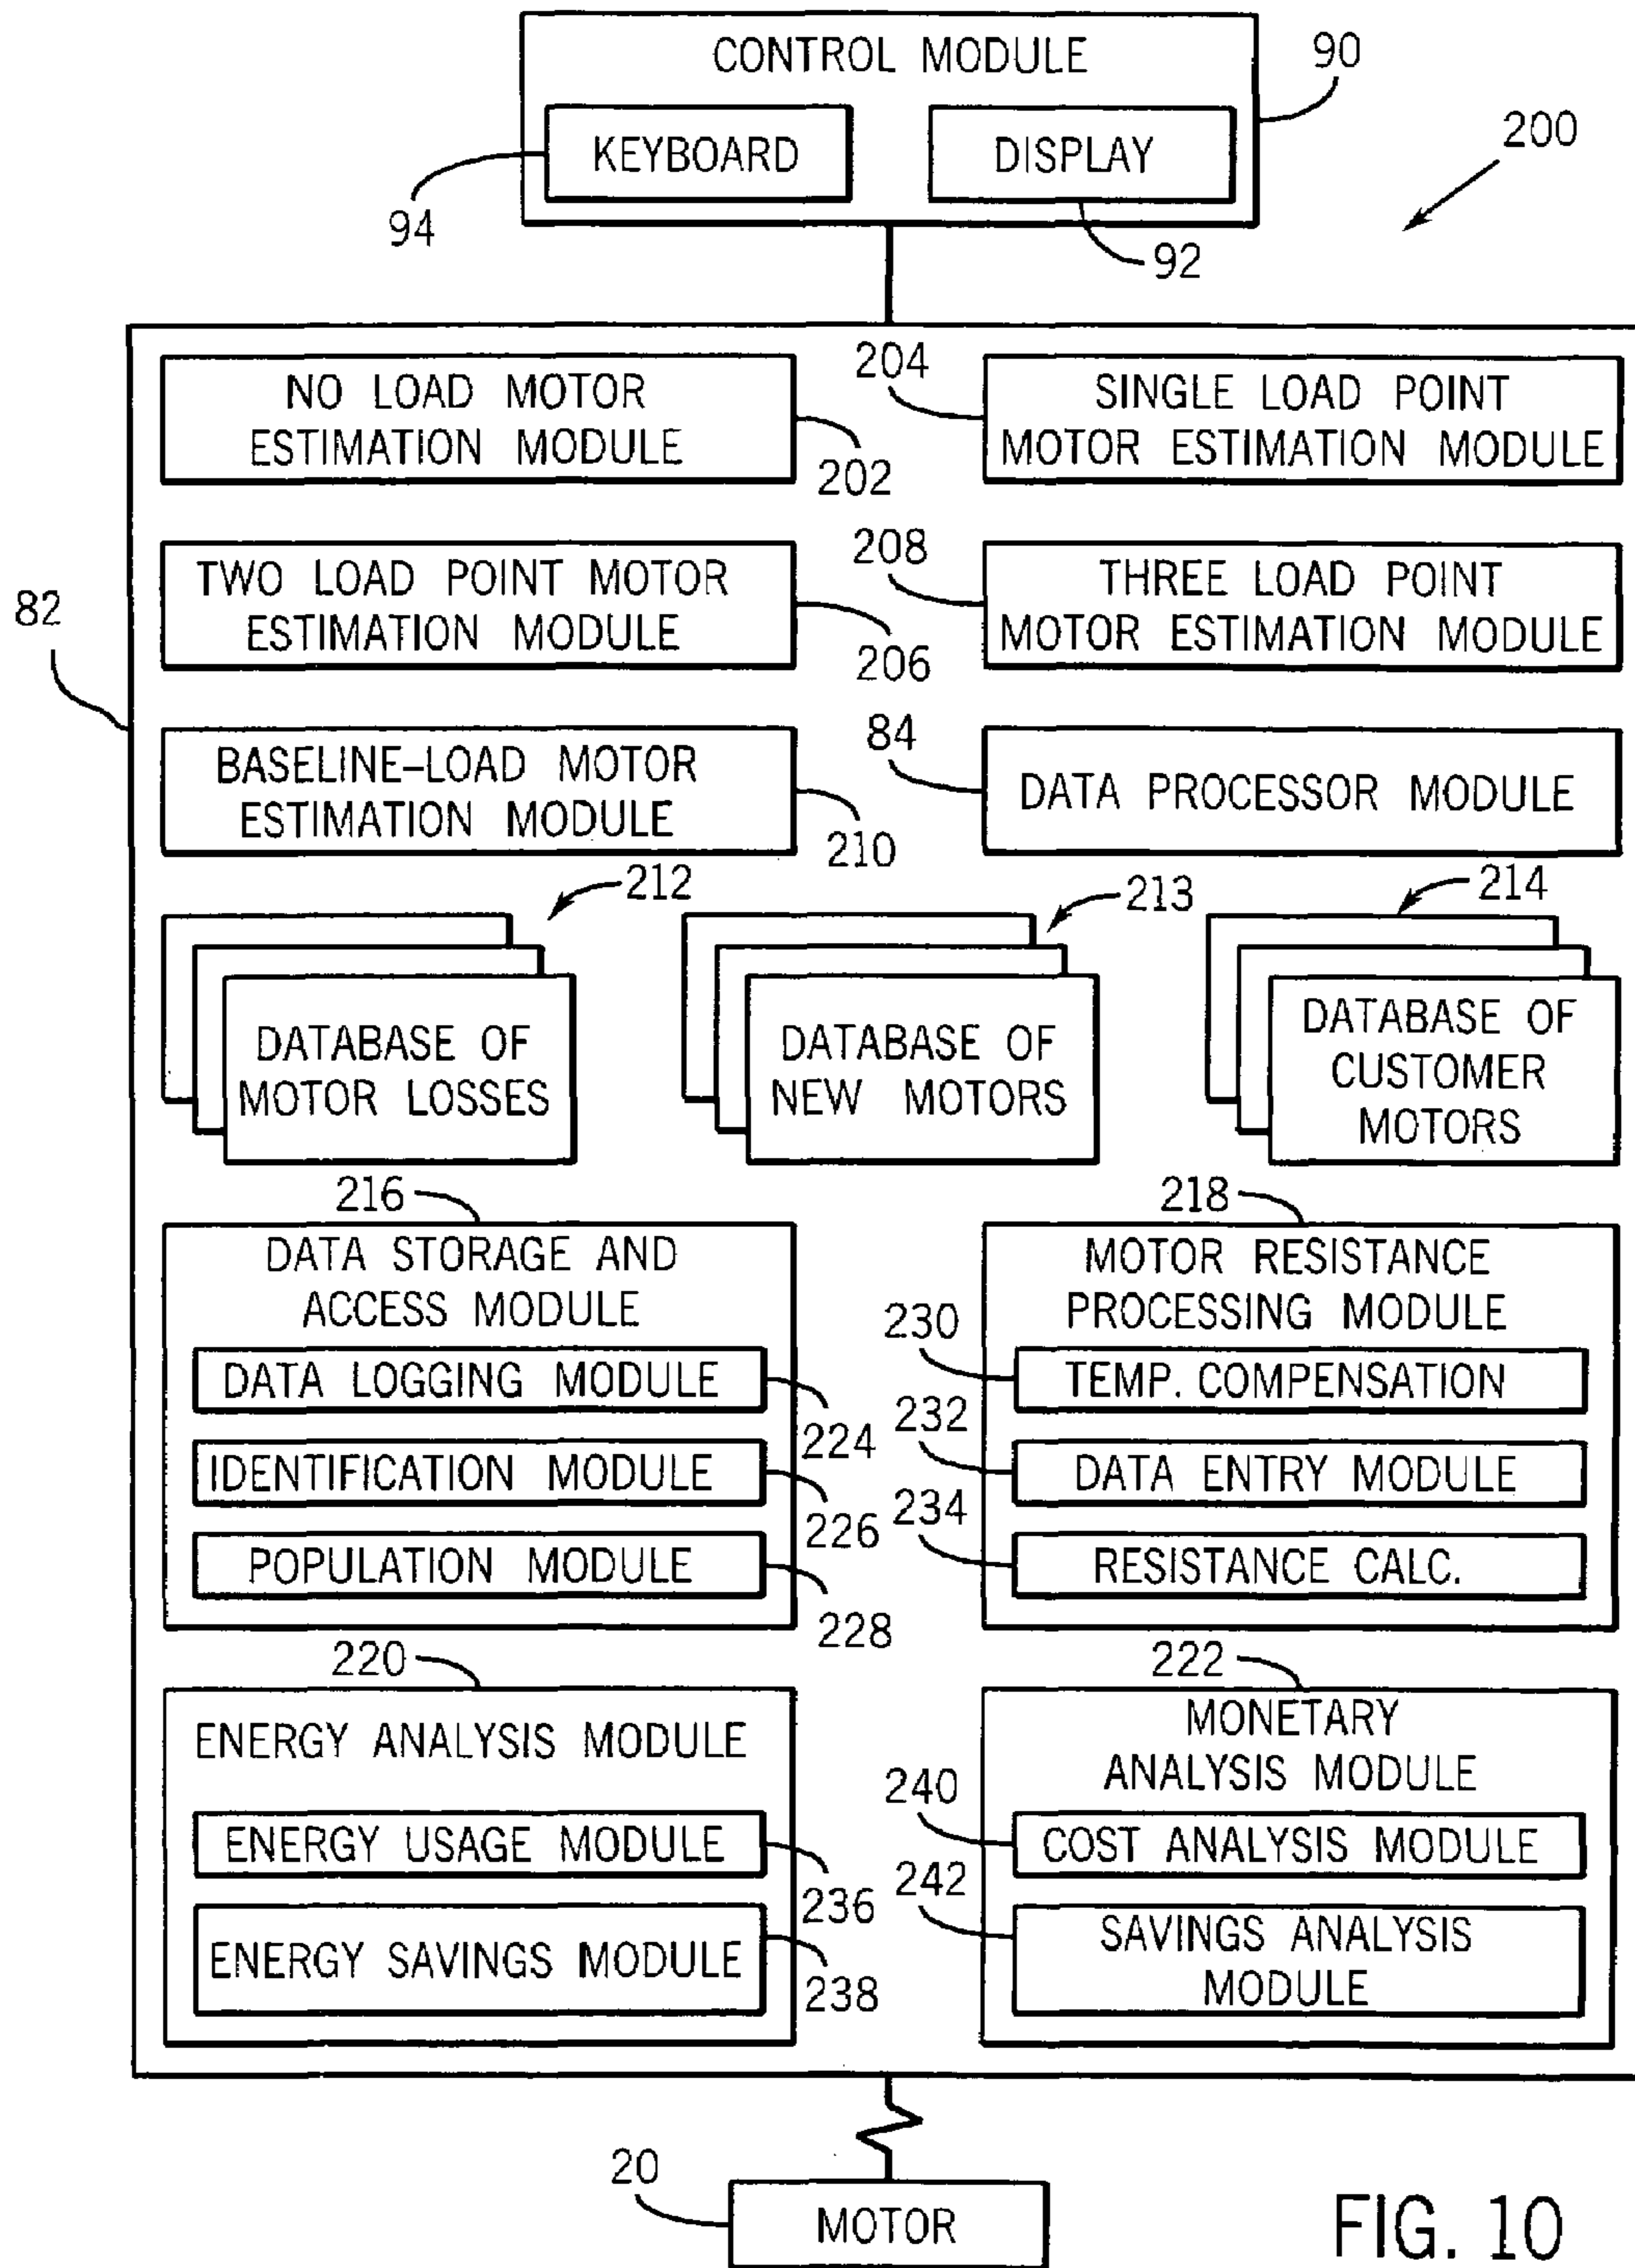 CONTROL MODULE
90
KEYBOARD
DISPLAY
200
94
92
82
NO LOAD MOTOR
ESTIMATION MODULE
202
204
SINGLE LOAD POINT
MOTOR ESTIMATION MODULE
TWO LOAD POINT MOTOR
ESTIMATION MODULE
206
208
THREE LOAD POINT
MOTOR ESTIMATION MODULE
BASELINE-LOAD MOTOR
ESTIMATION MODULE
210
84
DATA PROCESSOR MODULE
212
DATABASE OF
MOTOR LOSSES
213
DATABASE OF
NEW MOTORS
214
DATABASE OF
CUSTOMER
MOTORS
216
DATA STORAGE AND
ACCESS MODULE
DATA LOGGING MODULE
224
IDENTIFICATION MODULE
226
POPULATION MODULE
228
218
MOTOR RESISTANCE
PROCESSING MODULE
230
TEMP. COMPENSATION
232
DATA ENTRY MODULE
234
RESISTANCE CALC.
220
ENERGY ANALYSIS MODULE
ENERGY USAGE MODULE
236
ENERGY SAVINGS MODULE
238
222
MONETARY
ANALYSIS MODULE
240
COST ANALYSIS MODULE
242
SAVINGS ANALYSIS
MODULE
20
MOTOR
FIG. 10